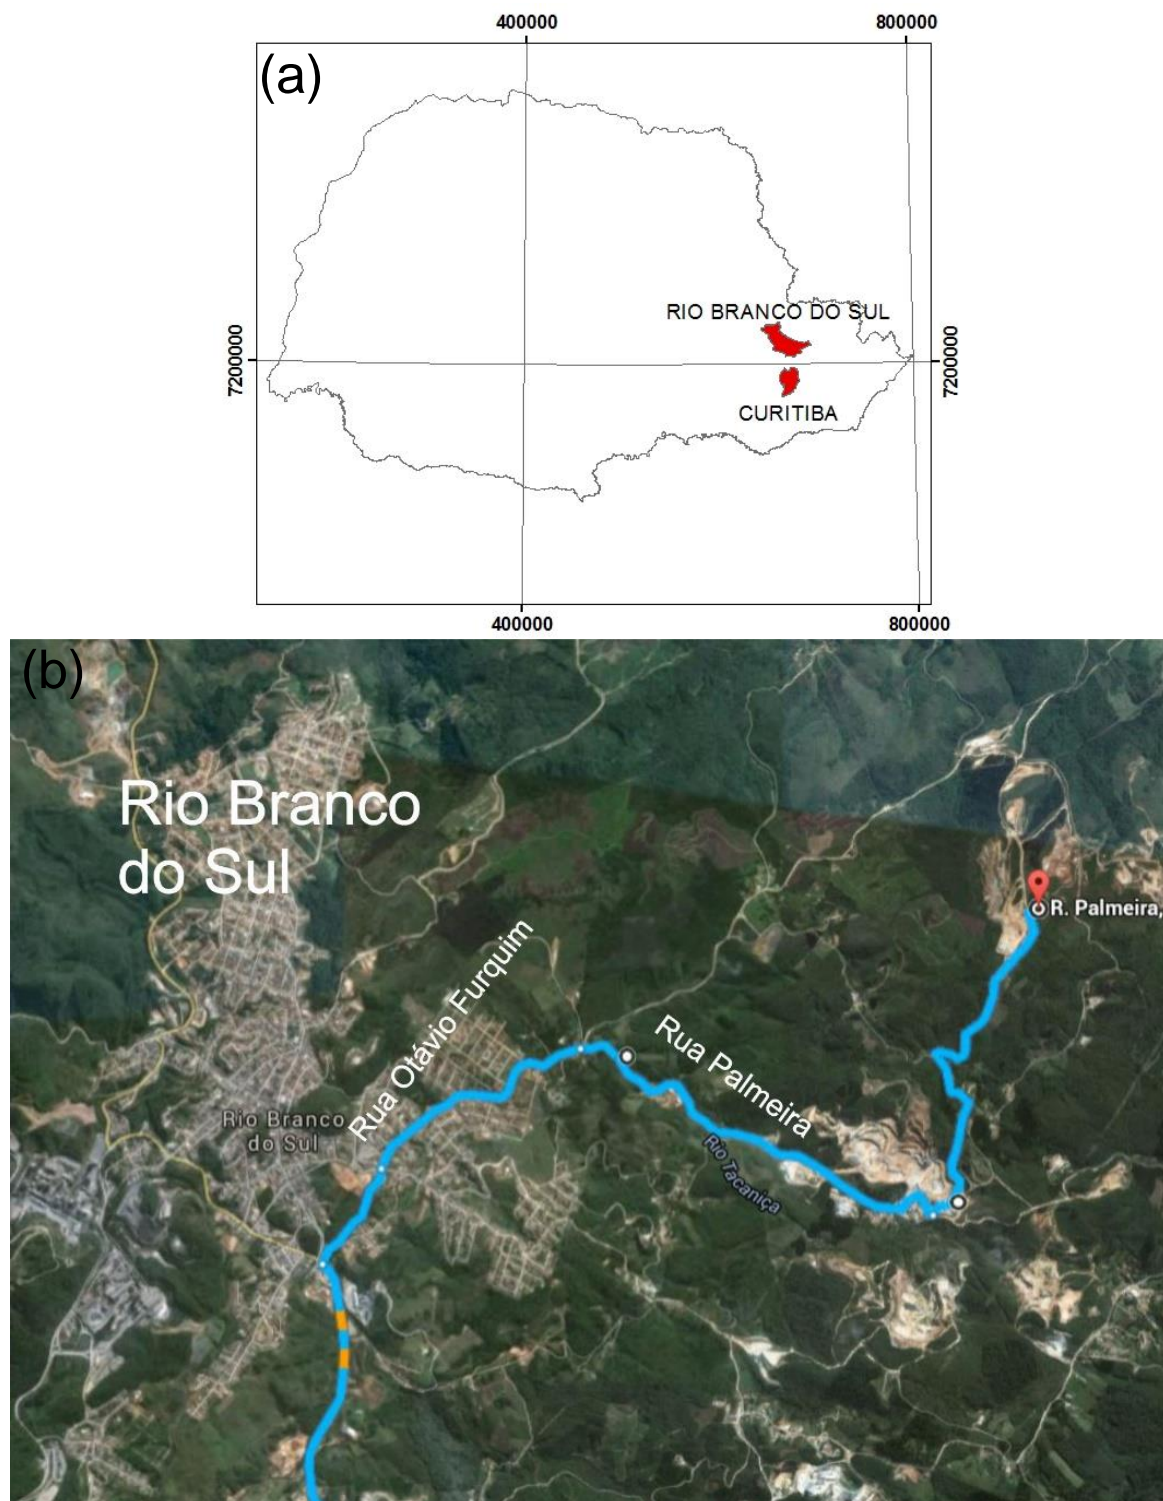 400000
800000
(a)
RIO BRANCO DO SUL
7200000
7200000
CURITIBA
400000
800000
(b)
Rio Branco
do Sul
R. Palmeira,
Rua Otávio Furquim
Rua Palmeira
Rio Branco
do Sul
Rio Tacaniça